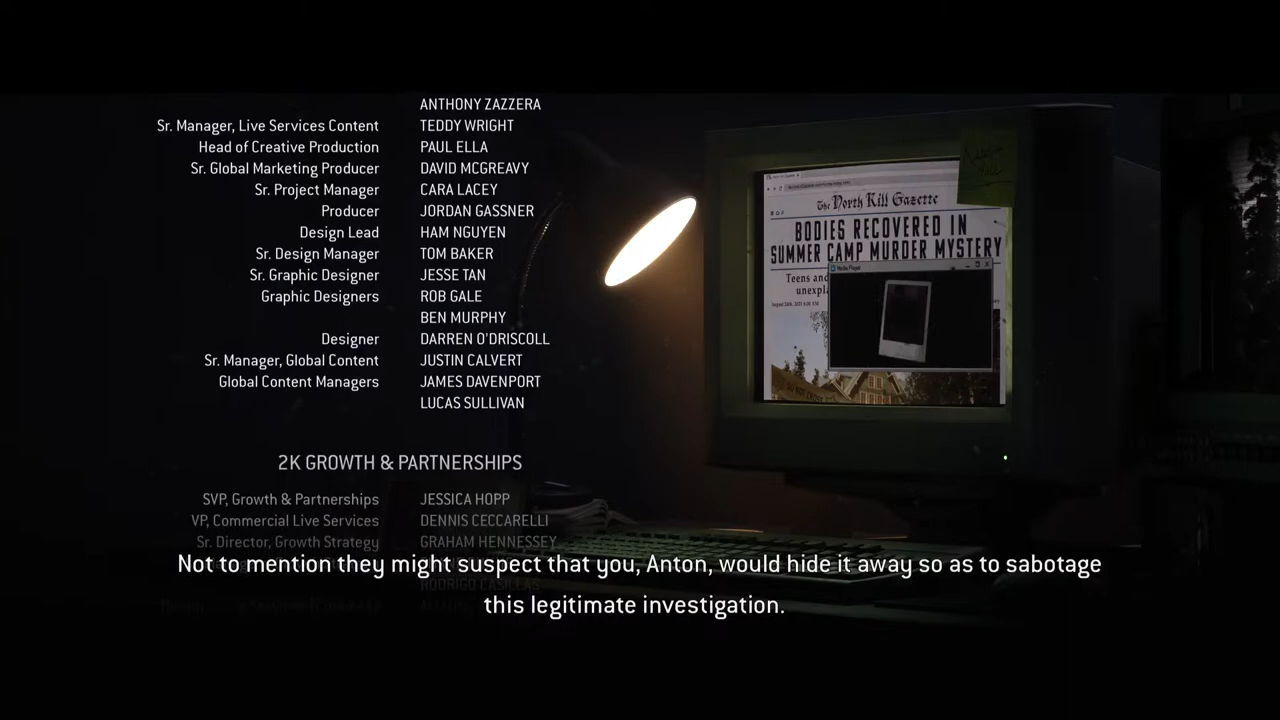 ANTHONY ZAZZERA
Sr. Manager, Live Services Content TEDDY WRIGHT
Head of Creative Production PAUL ELLA
Sr. Global Marketing Producer DAVID MCGREAVY
Sr. Project Manager CARA LACEY
Producer JORDAN GASSNER
Design Lead HAM NGUYEN
Sr. Design Manager TOM BAKER
Sr. Graphic Designer JESSE TAN
Graphic Designers ROB GALE
BEN MURPHY
Designer DARREN O'DRISCOLL
Sr. Manager, Global Content JUSTIN CALVERT
Global Content Managers JAMES DAVENPORT
LUCAS SULLIVAN
2K GROWTH & PARTNERSHIPS
SVP, Growth & Partnerships JESSICA HOPP
VP, Commercial Live Services DENNIS CECCARELLI
Sr. Director, Growth Strategy GRAHAM HENNESSEY
RODRIGO CASILLAS
The North Kill Gazette
BODIES RECOVERED IN
SUMMER CAMP MURDER MYSTERY
Teens and
Media Player
Not to mention they might suspect that you, Anton, would hide it away so as to sabotage
this legitimate investigation.